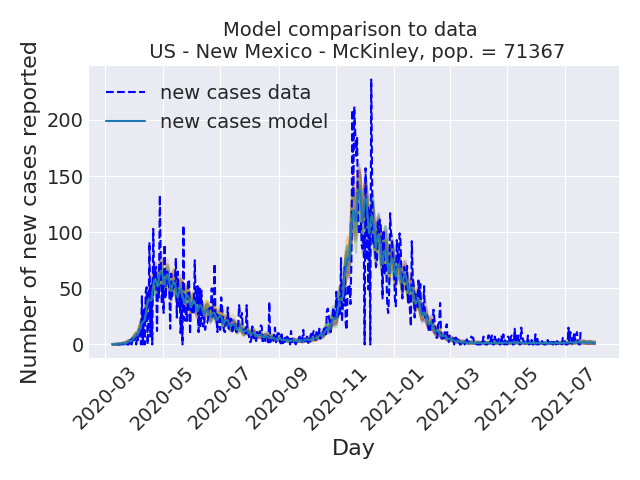 Model comparison to data
US - New Mexico - McKinley, pop. = 71367
Number of new cases reported
new cases data
new cases model
200
150
100
50
0
2020-03
2020-05
2020-07
2020-09
2020-11
2021-01
2021-03
2021-05
2021-07
Day